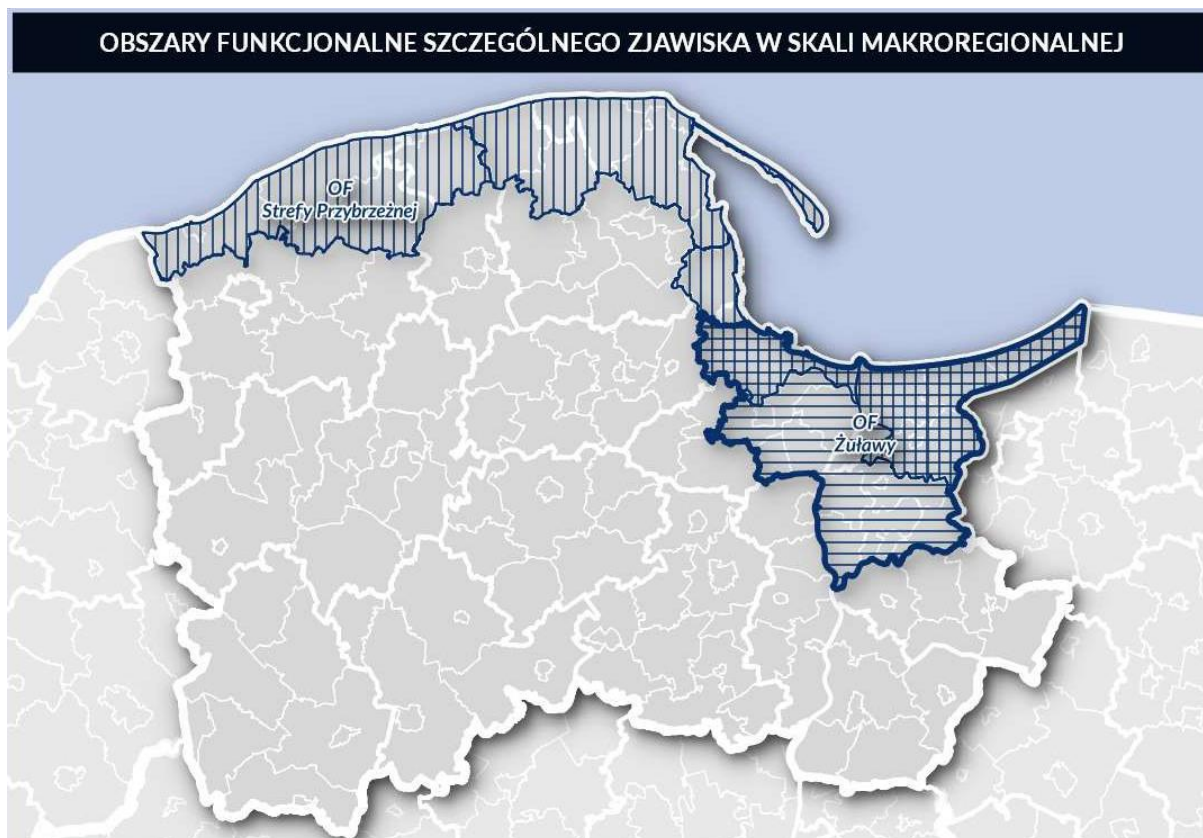 OBSZARY FUNKCJONALNE SZCZEGÓLNEGO ZJAWISKA W SKALI MAKROREGIONALNEJ
OF
Strefy Przybrzeżnej
OF
Żuławy